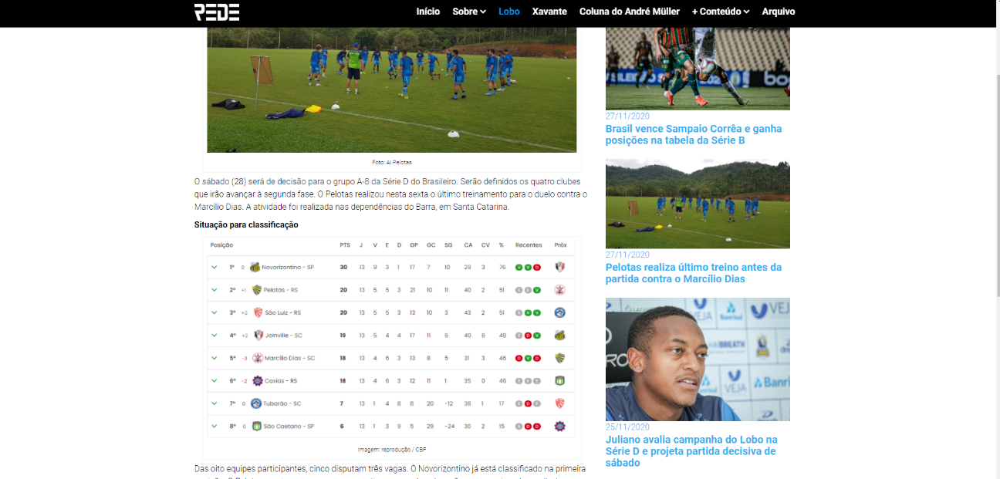 REDE
Início Sobre Lobo Xavante Coluna do André Müller + Conteúdo Arquivo
Foto: AI Pelotas
O sábado (28) será de decisão para o grupo A-8 da Série D do Brasileiro. Serão definidos os quatro clubes
que irão avançar à segunda fase. O Pelotas realizou nesta sexta o último treinamento para o duelo contra o
Marcílio Dias. A atividade foi realizada nas dependências do Barra, em Santa Catarina.
Situação para classificação
Posição PTS J V E D GP GC SG CA CV % Recentes Próx
1º 0 Novorizontino - SP 30 13 9 3 1 17 7 10 29 3 76 V V D
2º +1 Pelotas - RS 20 13 5 5 3 21 10 11 40 2 51 E E V
3º +2 São Luiz - RS 20 13 5 5 3 13 10 3 43 2 51 E V V
4º +2 Joinville - SC 19 13 5 4 4 17 11 6 40 6 48 E D V
5º -3 Marcílio Dias - SC 18 13 4 6 3 13 8 5 31 3 46 D V D
6º -2 Caxias - RS 18 13 4 6 3 12 11 1 35 0 46 E E E
7º 0 Tubarão - SC 7 13 1 4 8 8 20 -12 38 1 17 E D E
8º 0 São Caetano - SP 6 13 1 3 9 5 29 -24 30 2 15 E D D
Imagem: reprodução / CBF
Das oito equipes participantes, cinco disputam três vagas. O Novorizontino já está classificado na primeira
27/11/2020
Brasil vence Sampaio Corrêa e ganha
posições na tabela da Série B
27/11/2020
Pelotas realiza último treino antes da
partida contra o Marcílio Dias
VEJA
Banrisul
VEJ
HABREATH
Banri
25/11/2020
Juliano avalia campanha do Lobo na
Série D e projeta partida decisiva de
sábado